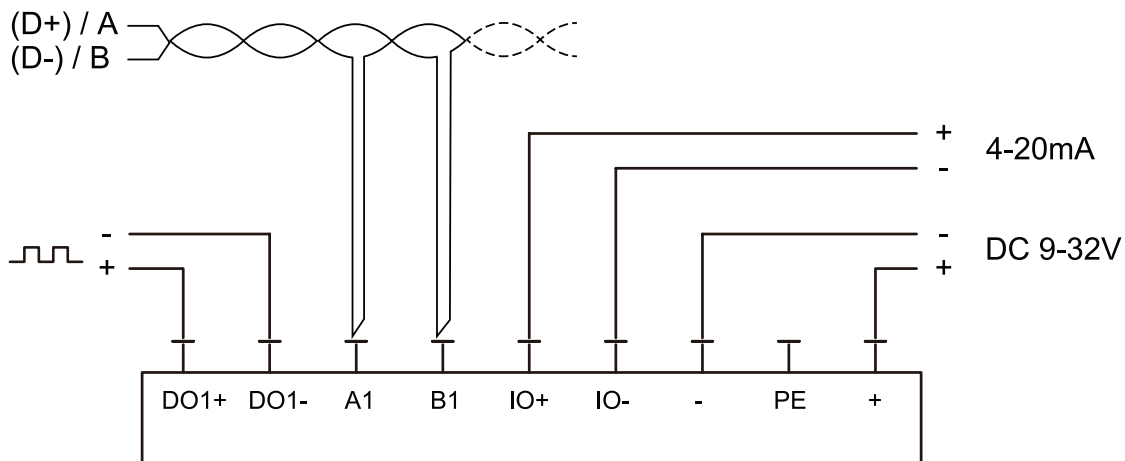 (D+) / A
(D-) / B
+
4-20mA
-
-
+
-
DC 9-32V
+
DO1+ DO1- A1 B1 IO+ IO- - PE +